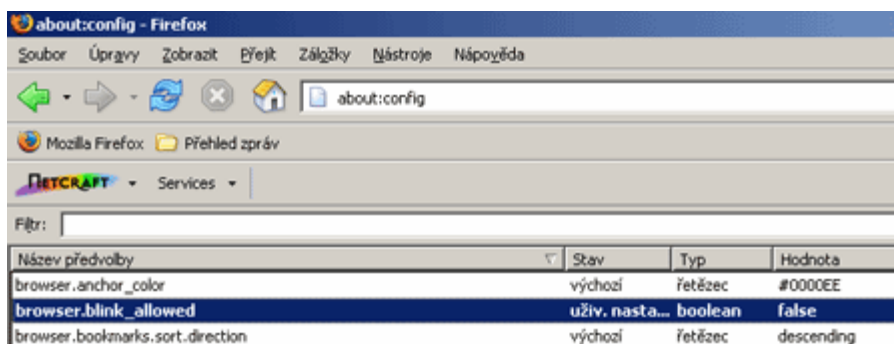 about:config - Firefox
Soubor Úpravy Zobrazit Přejít Záložky Nástroje Nápověda
about:config
Mozilla Firefox Přehled zpráv
NETCRAFT Services
Filtr:
Název předvolby Stav Typ Hodnota
browser.anchor_color výchozí řetězec #0000EE
browser.blink_allowed uživ. nasta... boolean false
browser.bookmarks.sort.direction výchozí řetězec descending